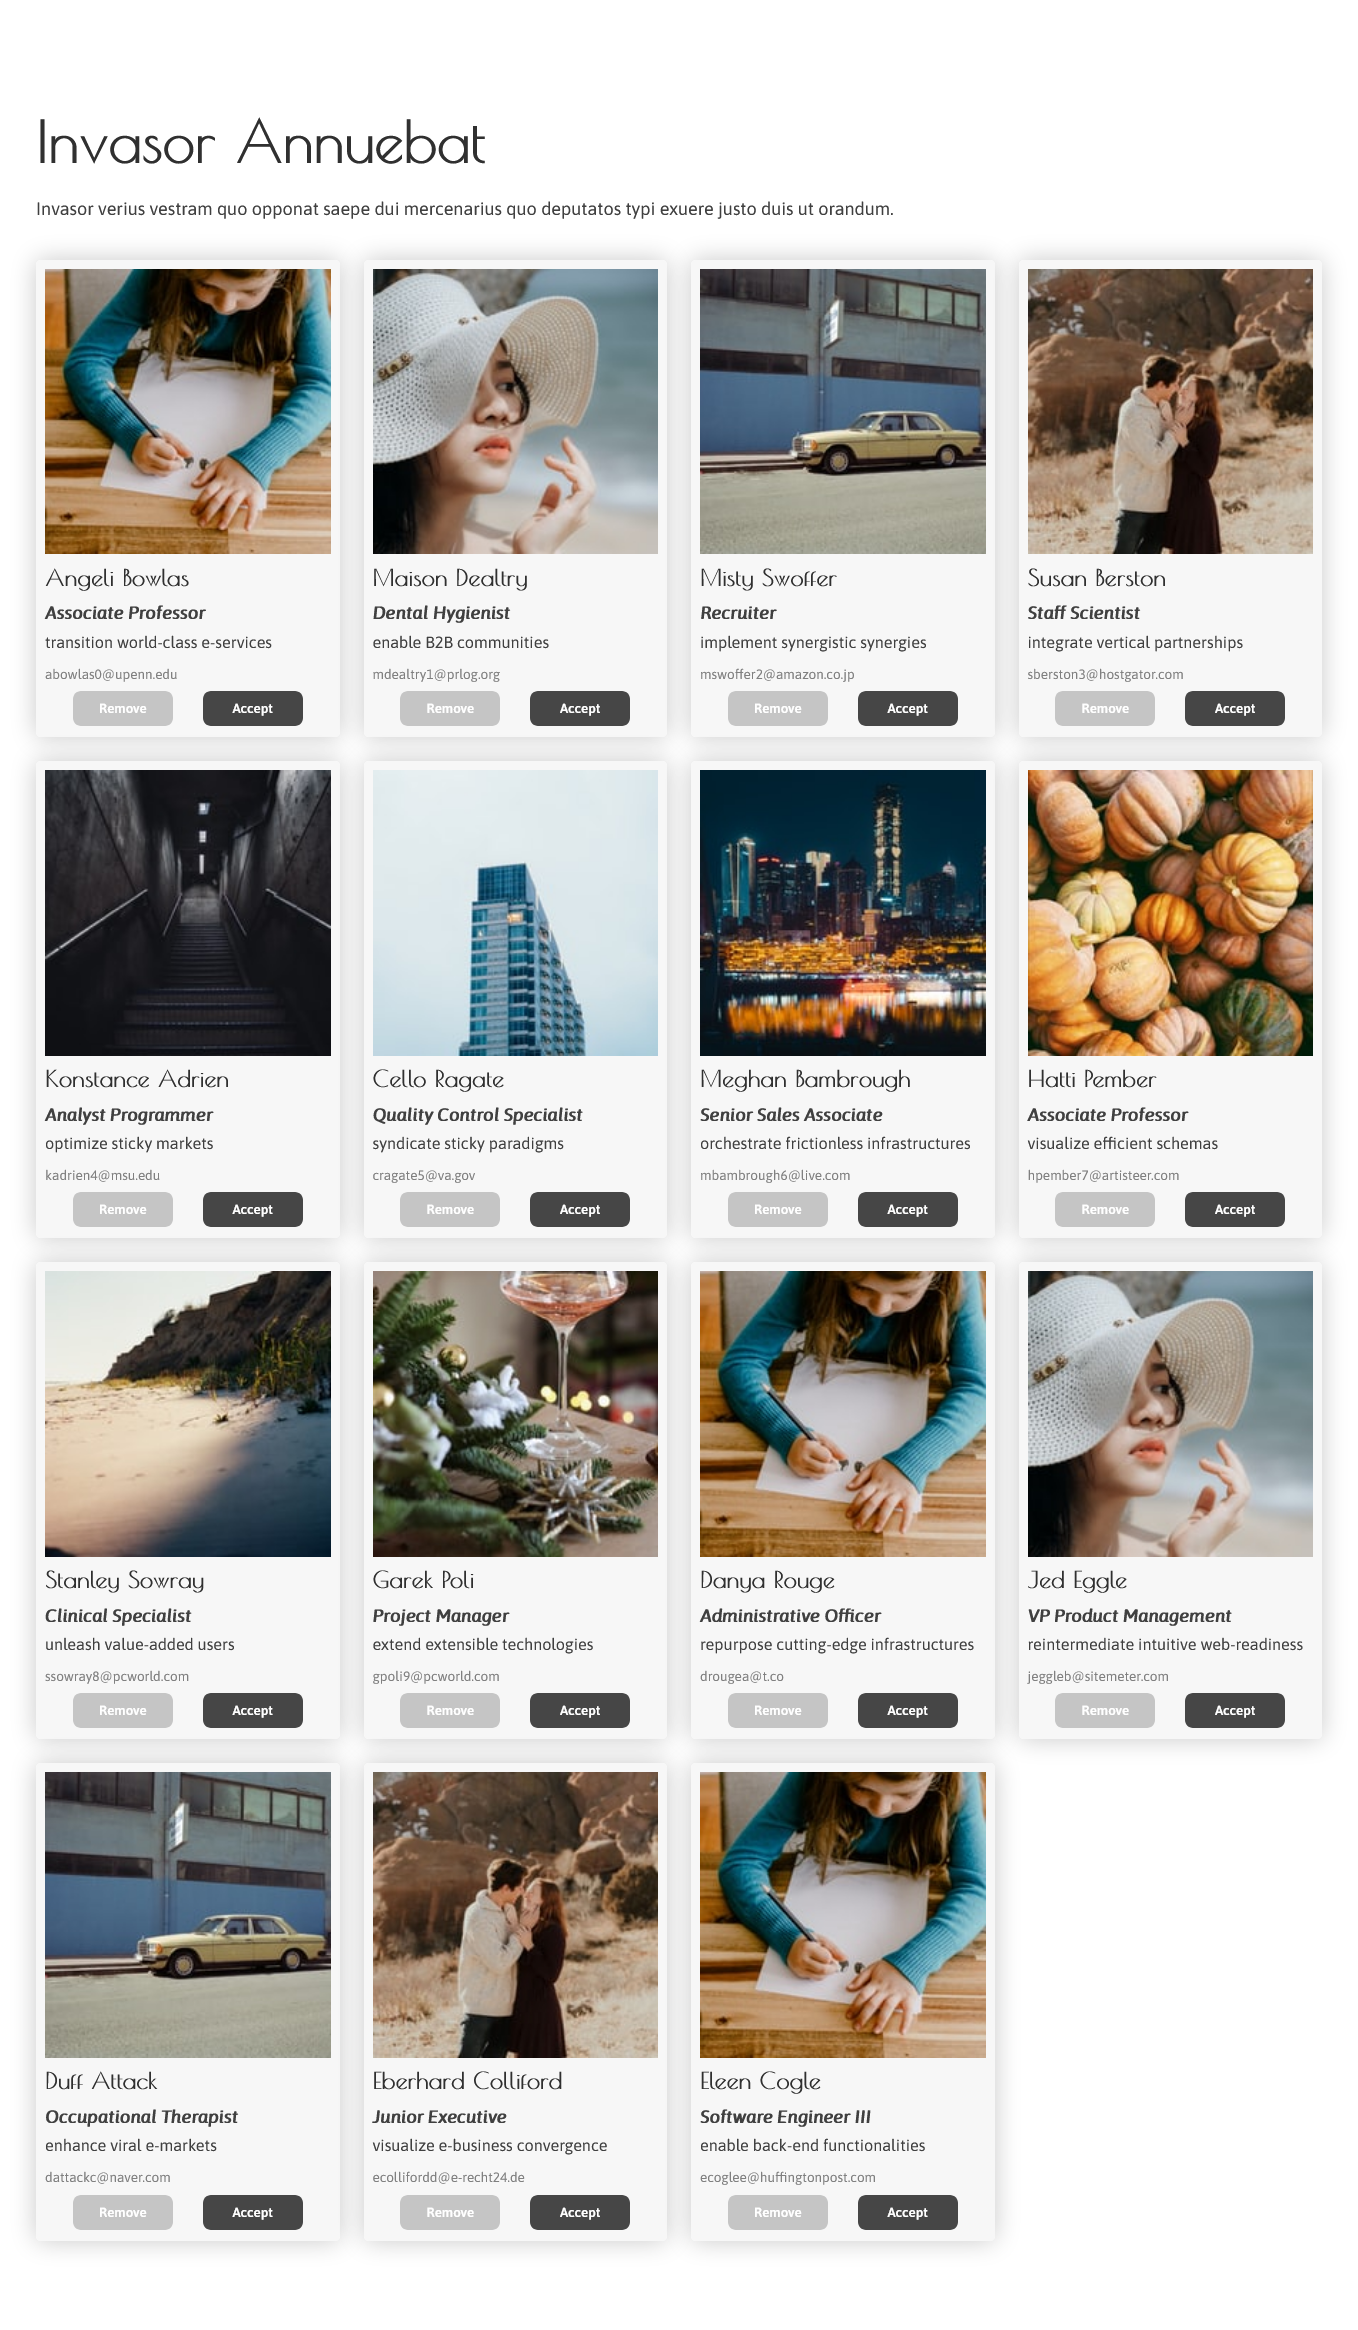 Invasor Annuebat
Invasor verius vestram quo opponat saepe dui mercenarius quo deputatos typi exuere justo duis ut orandum.
Angeli Bowlas
Associate Professor
transition world-class e-services
abowlas0@upenn.edu
Remove
Accept
Maison Dealtry
Dental Hygienist
enable B2B communities
mdealtry1@prlog.org
Remove
Accept
Misty Swoffer
Recruiter
implement synergistic synergies
mswoffer2@amazon.co.jp
Remove
Accept
Susan Berston
Staff Scientist
integrate vertical partnerships
sberston3@hostgator.com
Remove
Accept
Konstance Adrien
Analyst Programmer
optimize sticky markets
kadrien4@msu.edu
Remove
Accept
Cello Ragate
Quality Control Specialist
syndicate sticky paradigms
cragate5@va.gov
Remove
Accept
Meghan Bambrough
Senior Sales Associate
orchestrate frictionless infrastructures
mbambrough6@live.com
Remove
Accept
Hatti Pember
Associate Professor
visualize efficient schemas
hpember7@artisteer.com
Remove
Accept
Stanley Sowray
Clinical Specialist
unleash value-added users
ssowray8@pcworld.com
Remove
Accept
Garek Poli
Project Manager
extend extensible technologies
gpoli9@pcworld.com
Remove
Accept
Danya Rouge
Administrative Officer
repurpose cutting-edge infrastructures
drougea@t.co
Remove
Accept
Jed Eggle
VP Product Management
reintermediate intuitive web-readiness
jeggleb@sitemeter.com
Remove
Accept
Duff Attack
Occupational Therapist
enhance viral e-markets
dattackc@naver.com
Remove
Accept
Eberhard Colliford
Junior Executive
visualize e-business convergence
ecollifordd@e-recht24.de
Remove
Accept
Eleen Cogle
Software Engineer III
enable back-end functionalities
ecoglee@huffingtonpost.com
Remove
Accept